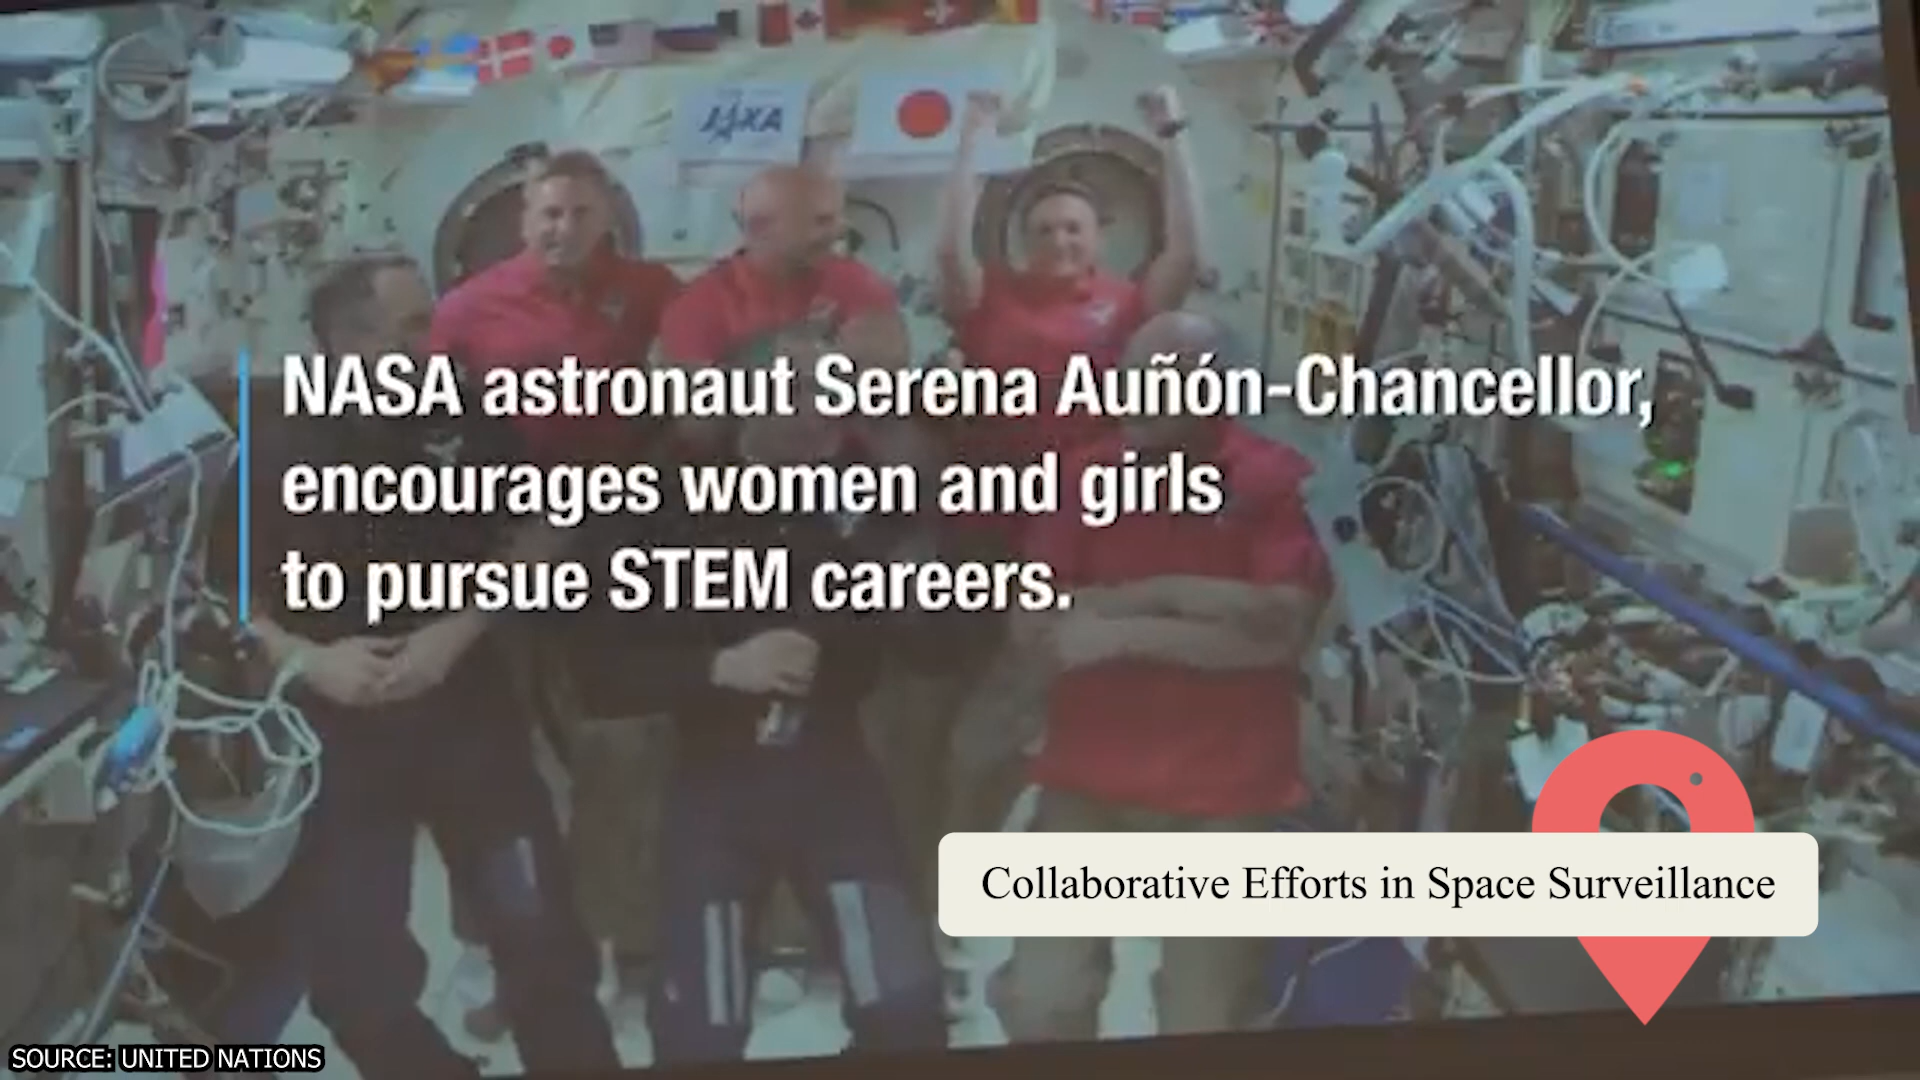 JAXA
NASA astronaut Serena Auñón-Chancellor,
encourages women and girls
to pursue STEM careers.
Collaborative Efforts in Space Surveillance
SOURCE: UNITED NATIONS